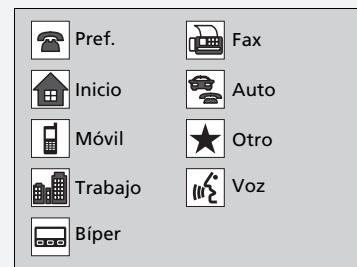 Pref.
Inicio
Móvil
Trabajo
Bíper
Fax
Auto
Otro
Voz